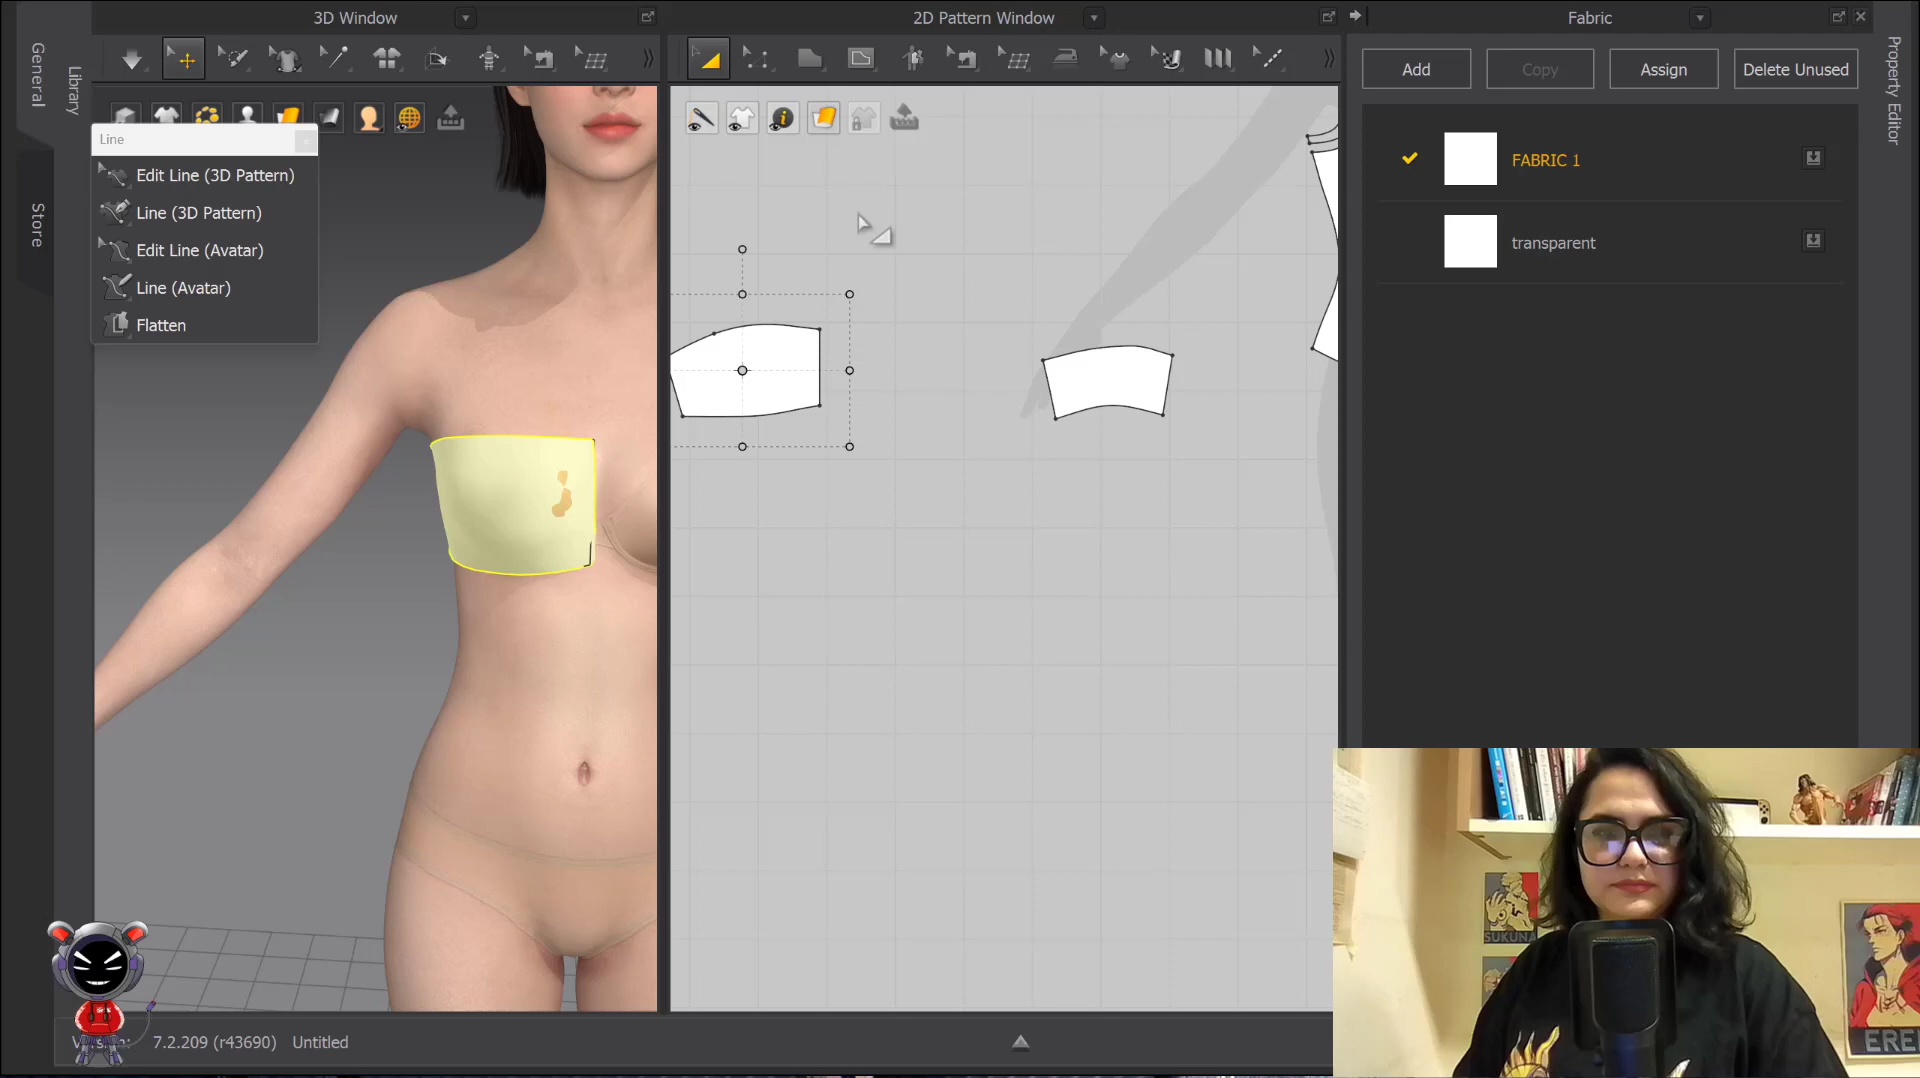 General
Library
Store
3D Window
2D Pattern Window
Fabric
Property Editor
Add
Copy
Assign
Delete Unused
Line
Edit Line (3D Pattern)
Line (3D Pattern)
Edit Line (Avatar)
Line (Avatar)
Flatten
FABRIC 1
transparent
7.2.209 (r43690)
Untitled
SUKUNA
EREN